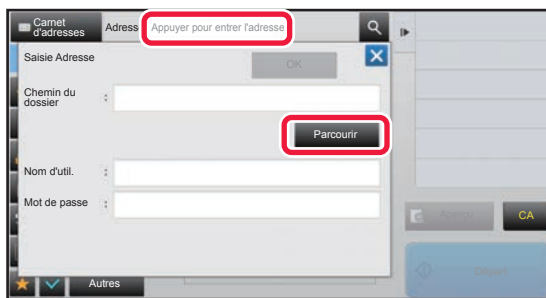 Carnet d'adresses
Adress
Appuyer pour entrer l'adresse
Saisie Adresse
OK
Chemin du dossier :
Parcourir
Nom d'util. :
Mot de passe :
CA
Départ
Autres